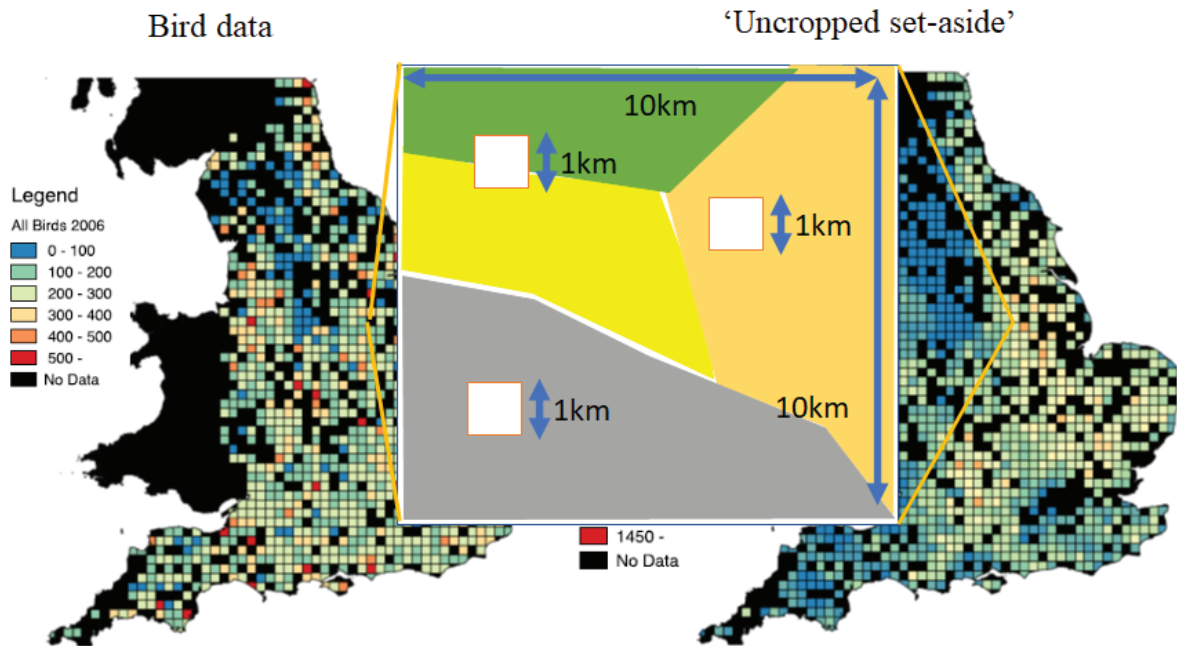 Bird data
‘Uncropped set-aside’
10km
1km
1km
Legend
All Birds 2006
0 - 100
100 - 200
200 - 300
300 - 400
400 - 500
500 -
No Data
1km
10km
1450 -
No Data